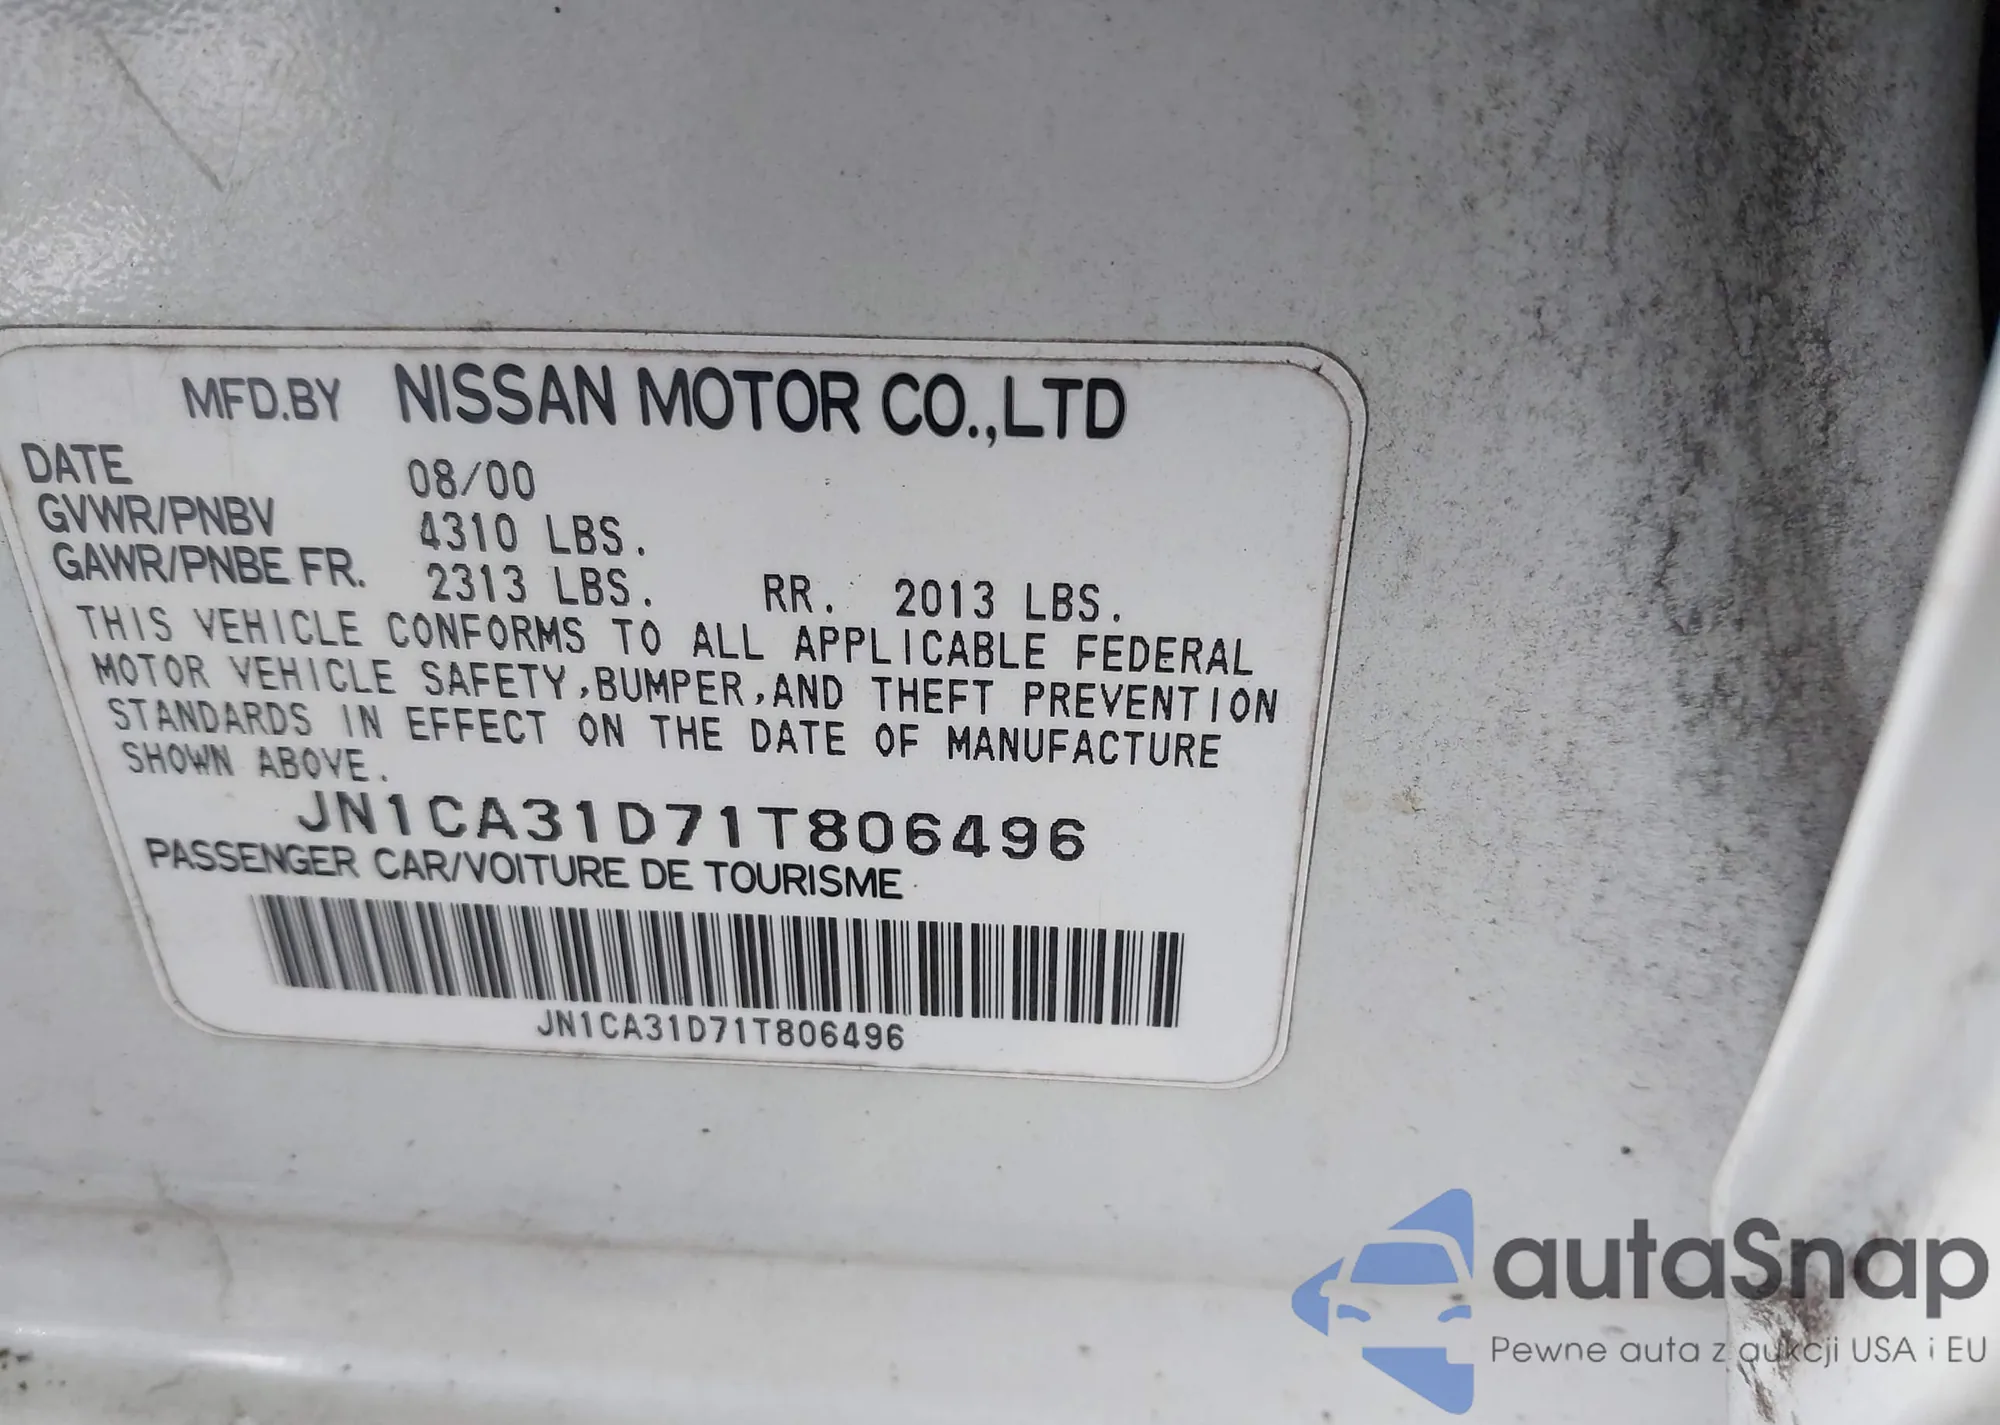 MFD.BY NISSAN MOTOR CO.,LTD
DATE 08/00
GVWR/PNBV 4310 LBS.
GAWR/PNBE FR. 2313 LBS. RR. 2013 LBS.
THIS VEHICLE CONFORMS TO ALL APPLICABLE FEDERAL
MOTOR VEHICLE SAFETY,BUMPER,AND THEFT PREVENTION
STANDARDS IN EFFECT ON THE DATE OF MANUFACTURE
SHOWN ABOVE.
JN1CA31D71T806496
PASSENGER CAR/VOITURE DE TOURISME
JN1CA31D71T806496
autaSnap
Pewne auta z aukcji USA i EU